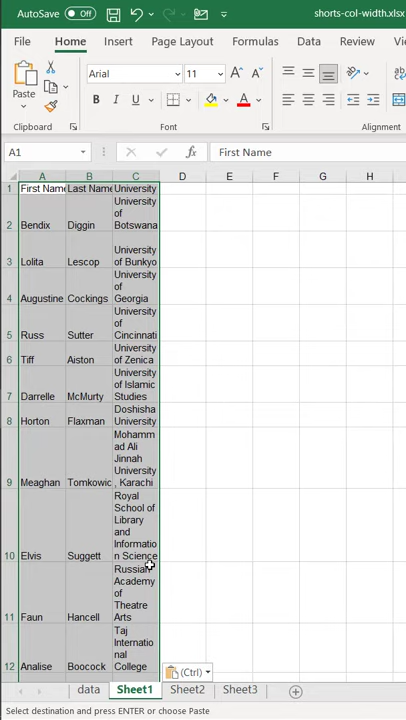 AutoSave Off shorts-col-width.xlsx
File Home Insert Page Layout Formulas Data Review
Paste
Arial 11 A A
B I U A
Clipboard Font Alignment
A1 fx First Name
A B C D E F G H
1 First Name Last Name University
2 Bendix Diggin
University
of
Botswana
3 Lolita Lescop
University
of Bunkyo
4 Augustine Cockings
University
of
Georgia
5 Russ Sutter
University
of
Cincinnati
6 Tiff Aiston
University
of Zenica
7 Darrelle McMurty
University
of Islamic
Studies
8 Horton Flaxman
Doshisha
University
9 Meaghan Tomkowic
Mohamm
ad Ali
Jinnah
University
, Karachi
10 Elvis Suggett
Royal
School of
Library
and
Informatio
n Science
11 Faun Hancell
Russian
Academy
of
Theatre
Arts
12 Analise Boocock
Taj
Internatio
nal
College
(Ctrl)
data Sheet1 Sheet2 Sheet3
Select destination and press ENTER or choose Paste